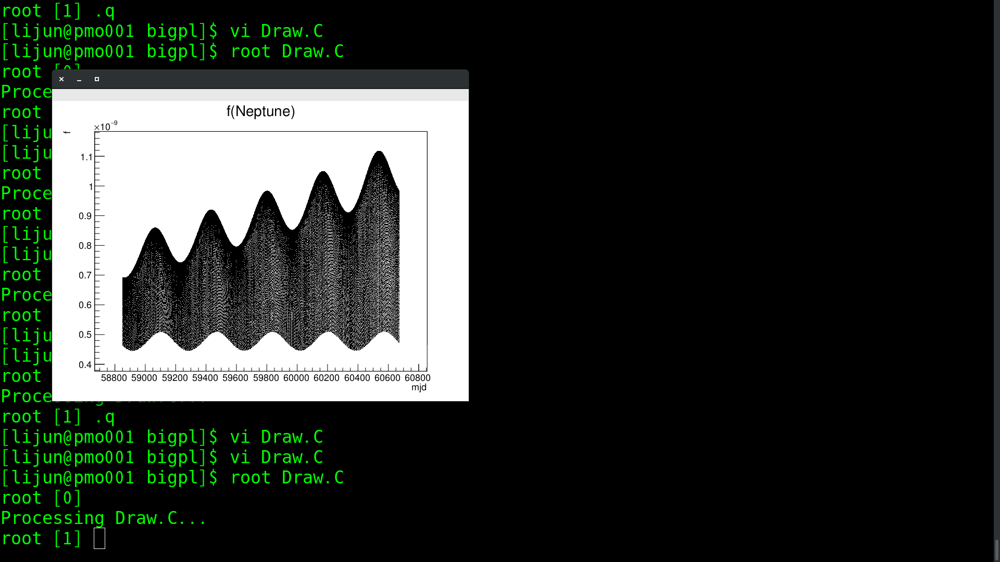 root [1] .q
[lijun@pmo001 bigpl]$ vi Draw.C
[lijun@pmo001 bigpl]$ root Draw.C
root [0]
Proce
root
[liju
[liju
root
Proce
root
[liju
[liju
root
Proce
root
[liju
[liju
root
Processing Draw.C...
f(Neptune)
×10⁻⁹
f
1.1
1
0.9
0.8
0.7
0.6
0.5
0.4
58800 59000 59200 59400 59600 59800 60000 60200 60400 60600 60800
mjd
root [1] .q
[lijun@pmo001 bigpl]$ vi Draw.C
[lijun@pmo001 bigpl]$ vi Draw.C
[lijun@pmo001 bigpl]$ root Draw.C
root [0]
Processing Draw.C...
root [1]